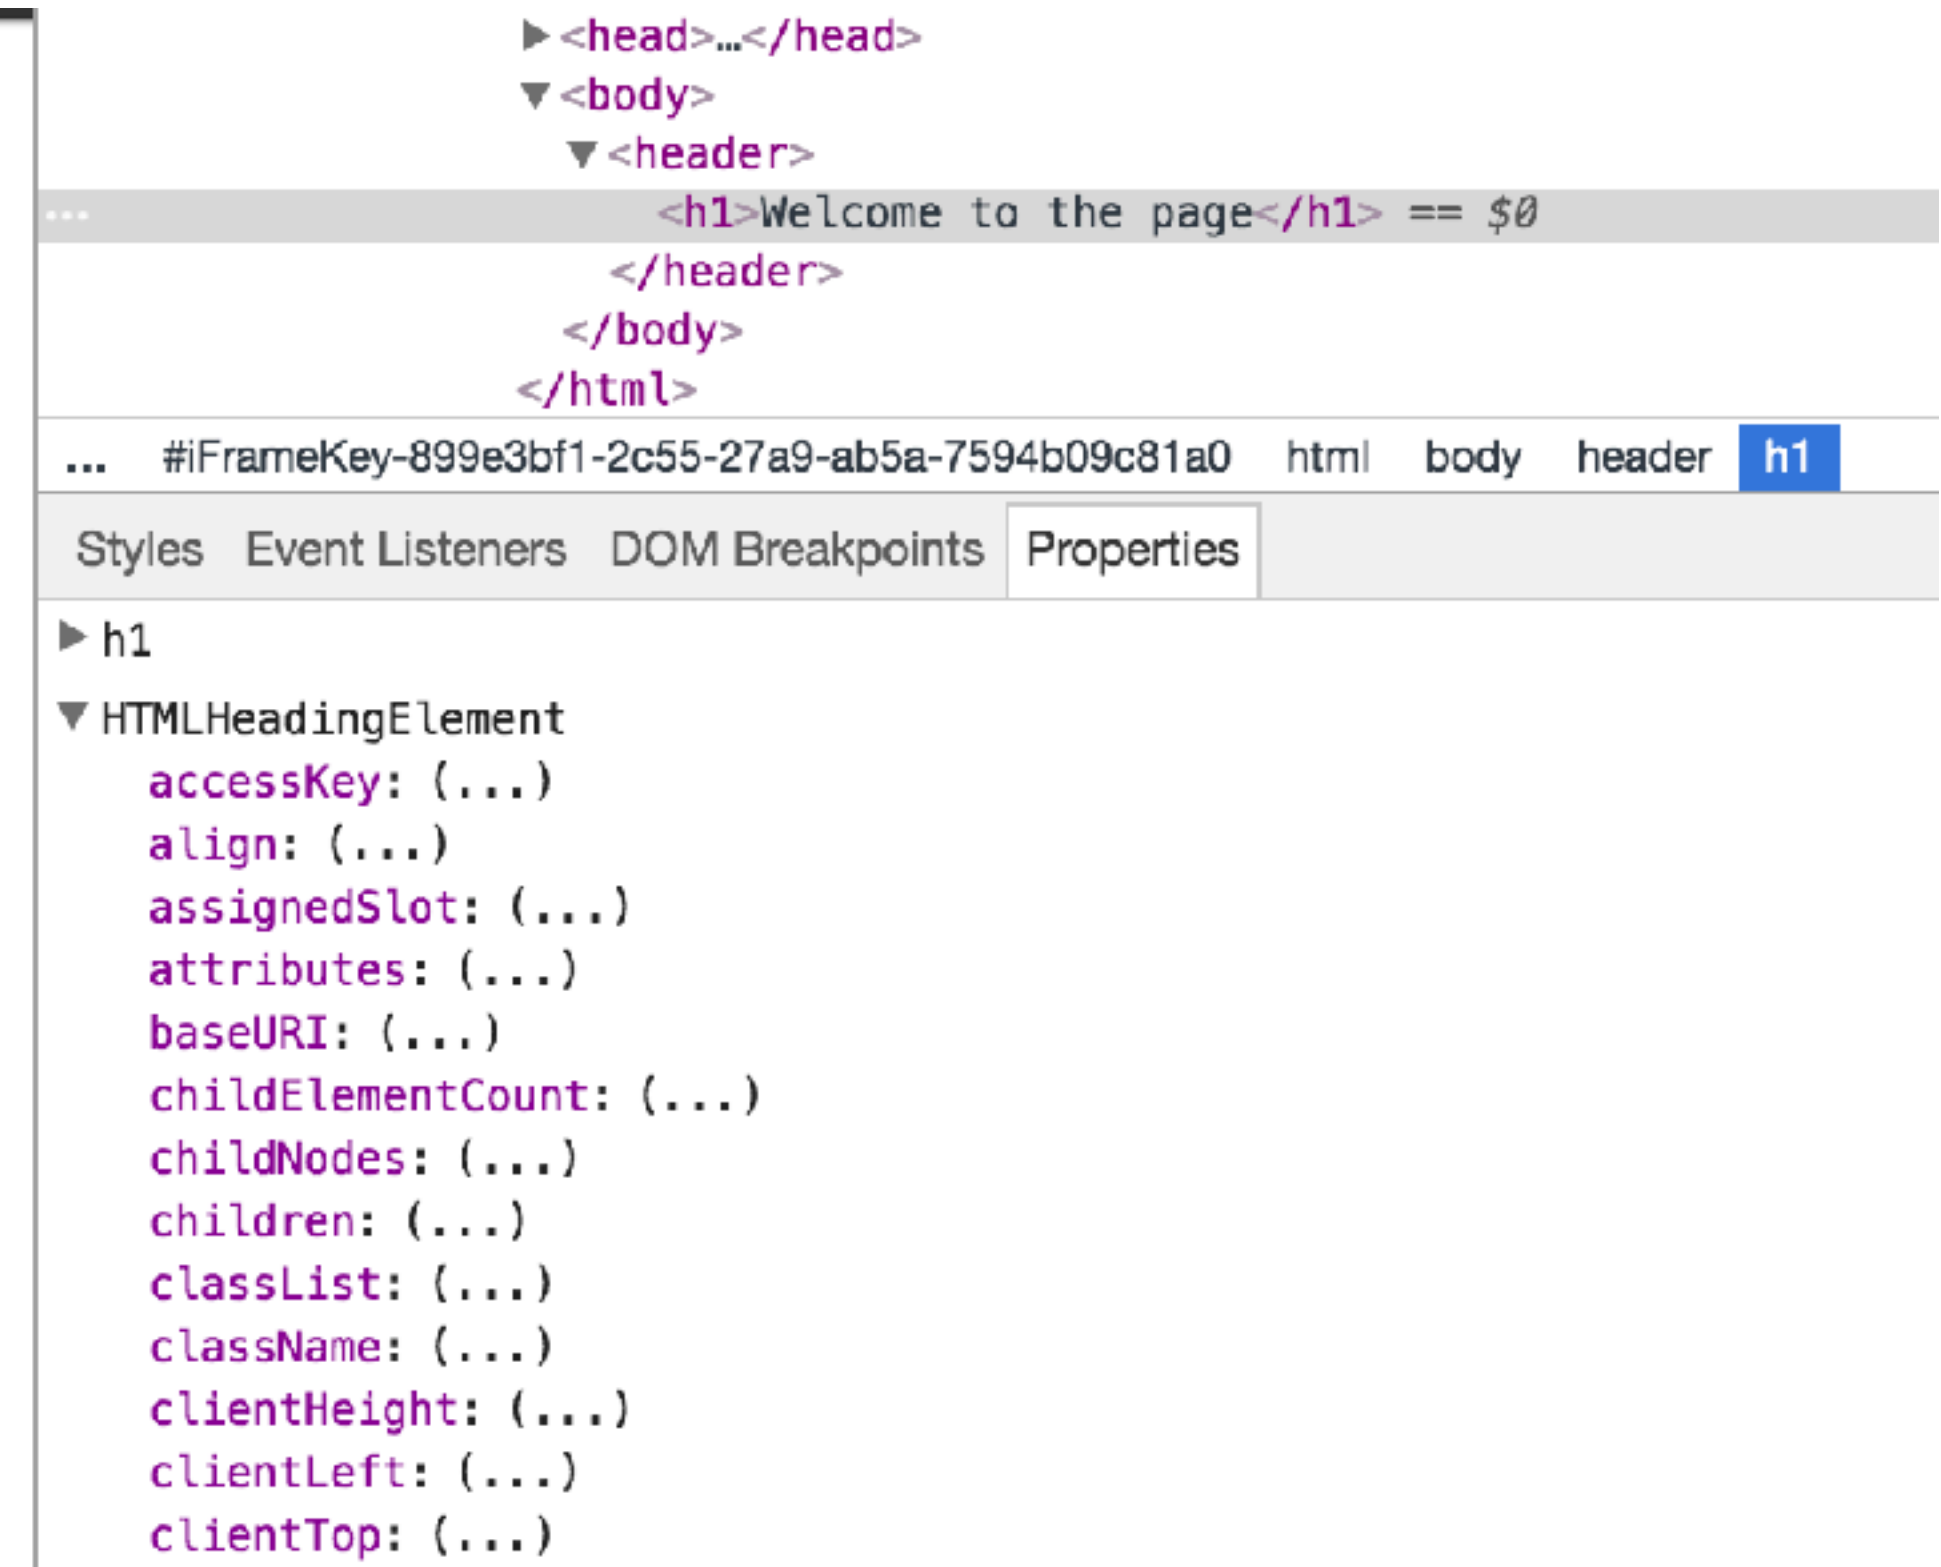 <head>…</head>
<body>
<header>
... <h1>Welcome to the page</h1> == $0
</header>
</body>
</html>
... #iFrameKey-899e3bf1-2c55-27a9-ab5a-7594b09c81a0 html body header h1
Styles Event Listeners DOM Breakpoints Properties
h1
HTMLHeadingElement
accessKey: (...)
align: (...)
assignedSlot: (...)
attributes: (...)
baseURI: (...)
childElementCount: (...)
childNodes: (...)
children: (...)
classList: (...)
className: (...)
clientHeight: (...)
clientLeft: (...)
clientTop: (...)